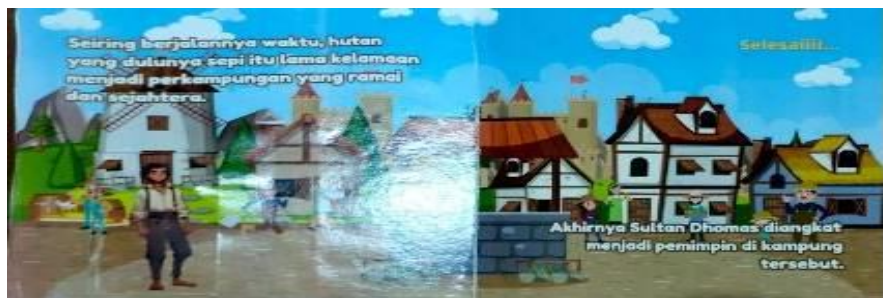 Seiring berjalannya waktu, hutan
yang dulunya sepi itu lama kelamaan
menjadi perkampungan yang ramai
dan sejahtera.
Selesaiiii...
Akhirnya Sultan Dhomas diangkat
menjadi pemimpin di kampung
tersebut.